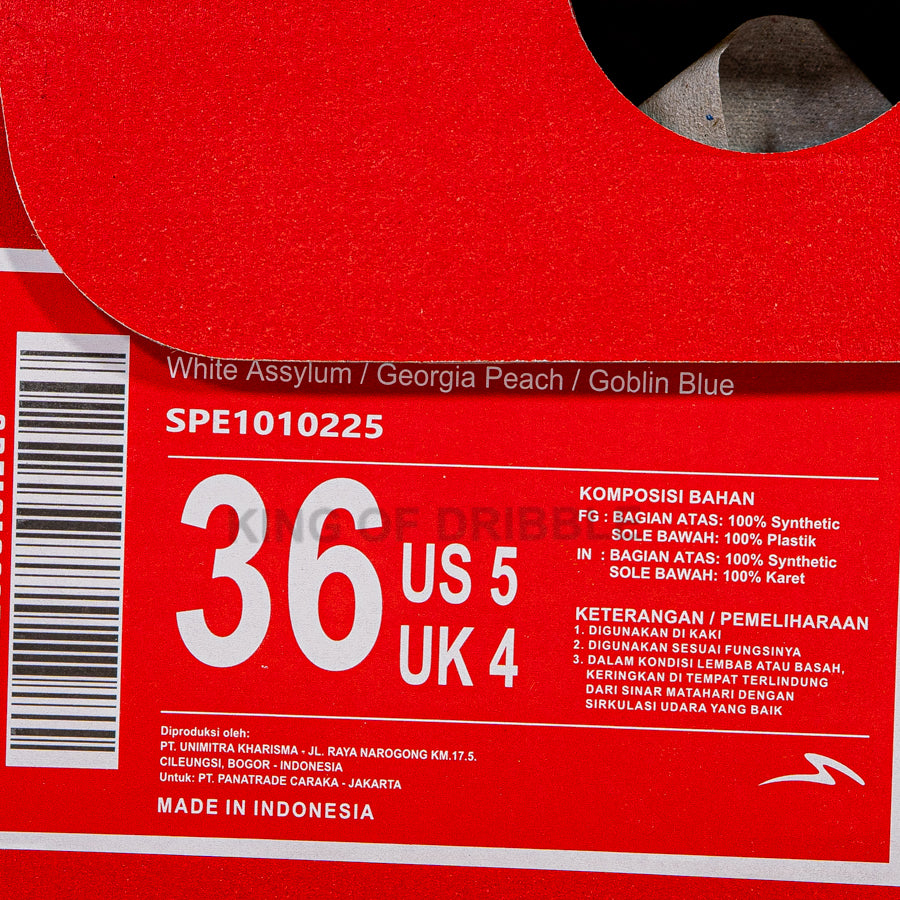 White Assylum / Georgia Peach / Goblin Blue
SPE1010225
36
US 5
UK 4
KING OF DRIBBLE
KOMPOSISI BAHAN
FG : BAGIAN ATAS: 100% Synthetic
SOLE BAWAH: 100% Plastik
IN : BAGIAN ATAS: 100% Synthetic
SOLE BAWAH: 100% Karet
KETERANGAN / PEMELIHARAAN
1. DIGUNAKAN DI KAKI
2. DIGUNAKAN SESUAI FUNGSINYA
3. DALAM KONDISI LEMBAB ATAU BASAH,
KERINGKAN DI TEMPAT TERLINDUNG
DARI SINAR MATAHARI DENGAN
SIRKULASI UDARA YANG BAIK
Diproduksi oleh:
PT. UNIMITRA KHARISMA - JL. RAYA NAROGONG KM.17.5.
CILEUNGSI, BOGOR - INDONESIA
Untuk: PT. PANATRADE CARAKA - JAKARTA
MADE IN INDONESIA